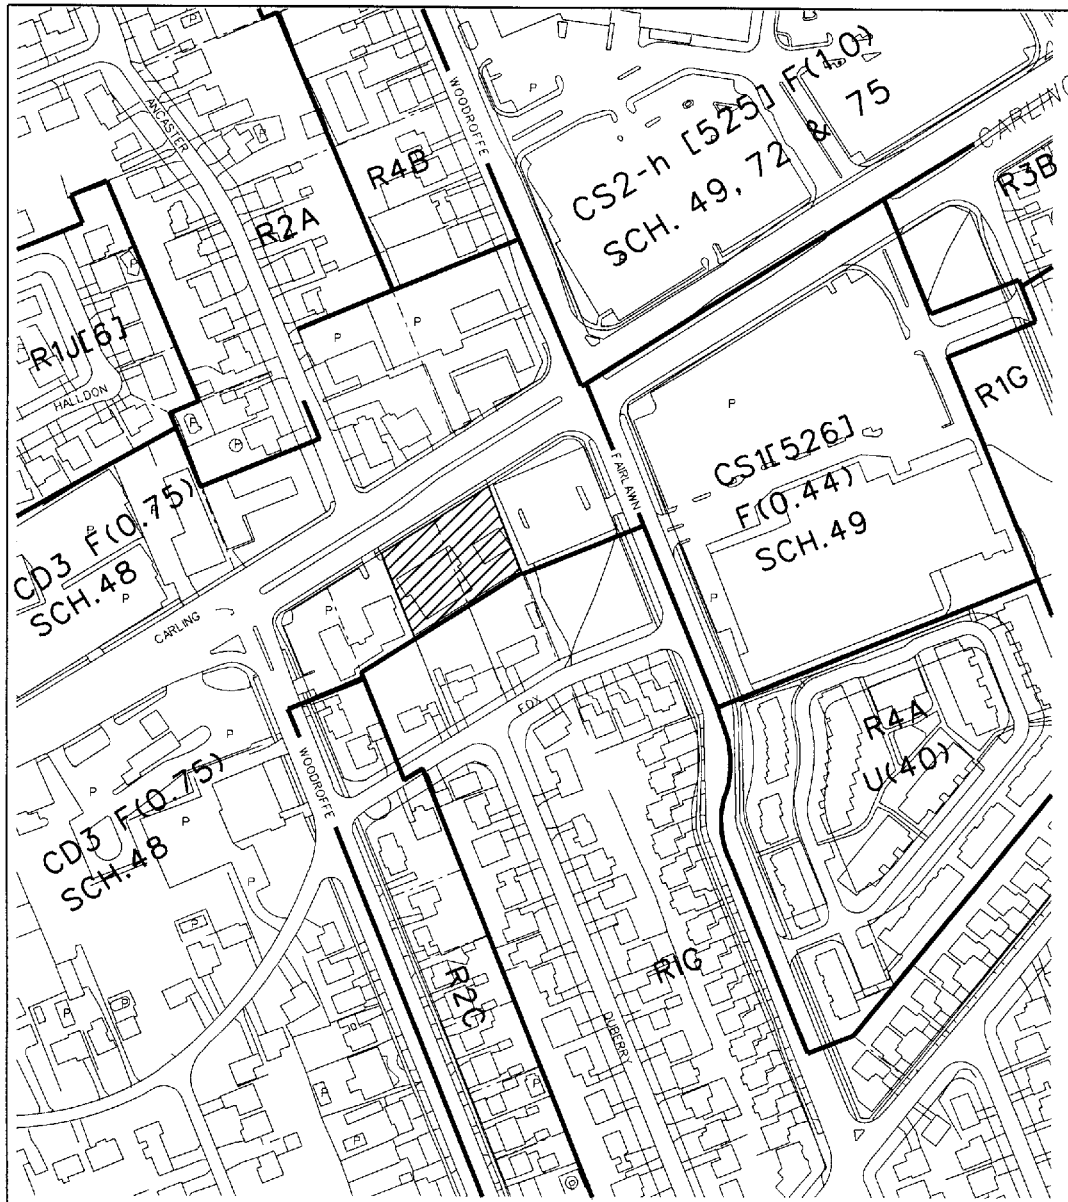 CARLING
WOODROFFE
ANCASTER
CS2-h [525] F(1.0)
SCH. 49, 72 & 75
R4B
R3B
R2A
R1J[6]
HALLDON
R1G
FAIRLAWN
CS1[526]
F(0.44)
SCH.49
CD3 F(0.75)
SCH.48
CARLING
FOX
WOODROFFE
R4A
U(40)
CD3 F(0.75)
SCH.48
R2C
R1G
DUBERRY